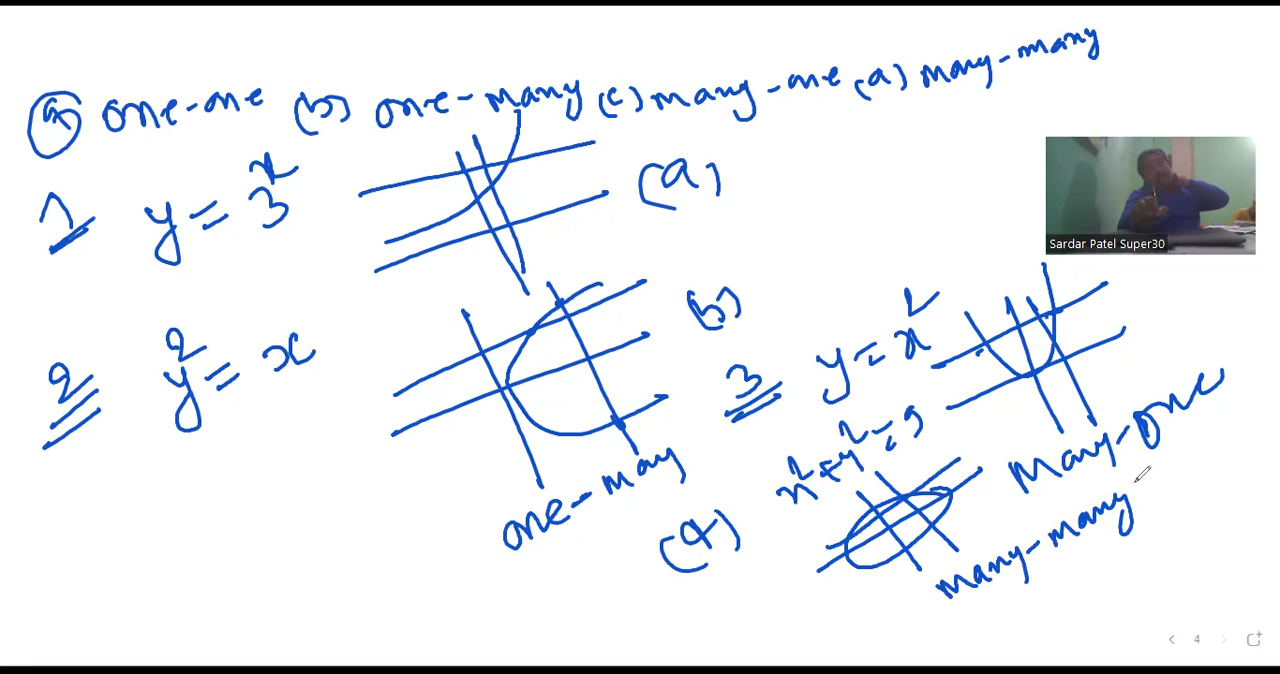 (a) one-one (b) one-many (c) many-one (d) many-many
1 y = 3^x (a)
2 y^2 = x (b)
one-many
3 y = x^2
many-one
(4) x^2 + y^2 = 9
many-many
Sardar Patel Super30
4